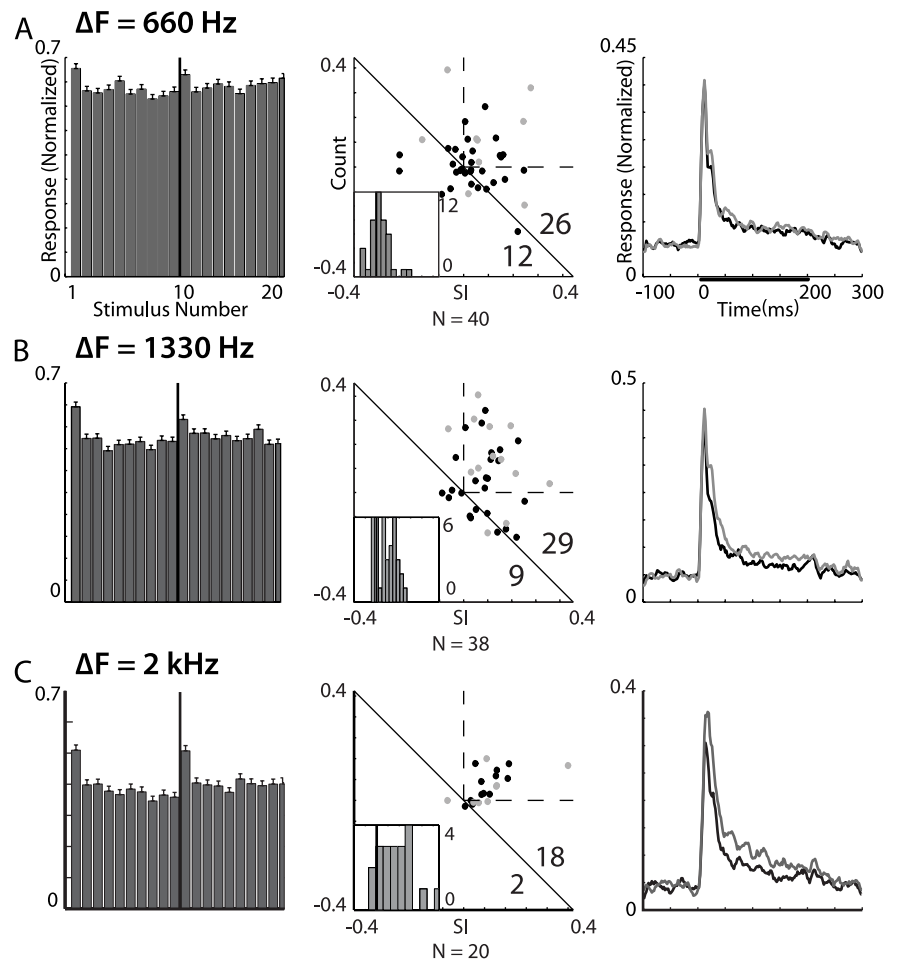 A ΔF = 660 Hz
0.7
Response (Normalized)
0
1 10 20
Stimulus Number
0.4
Count
12
0
26
12
-0.4
-0.4 SI 0.4
N = 40
0.45
Response (Normalized)
0
-100 0 100 200 300
Time(ms)
B ΔF = 1330 Hz
0.7
0
0.4
6
0
29
9
-0.4
-0.4 SI 0.4
N = 38
0.5
0
C ΔF = 2 kHz
0.7
0
0.4
4
0
18
2
-0.4
-0.4 SI 0.4
N = 20
0.4
0